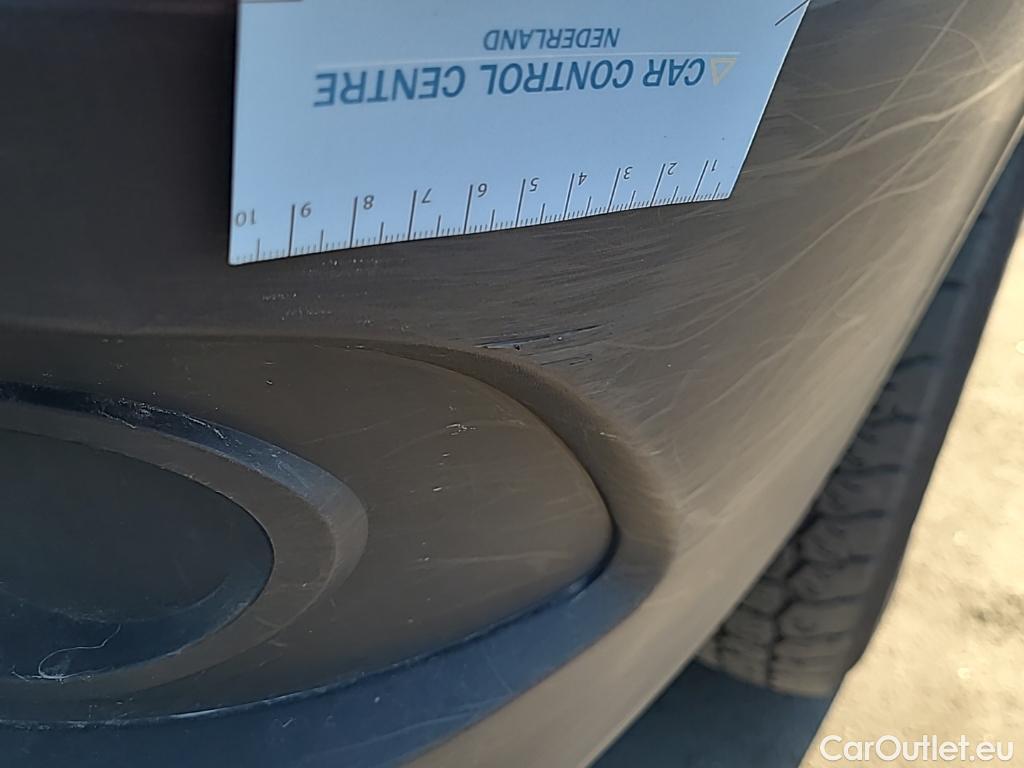 CAR CONTROL CENTRE
NEDERLAND
1 2 3 4 5 6 7 8 9 10
CarOutlet.eu